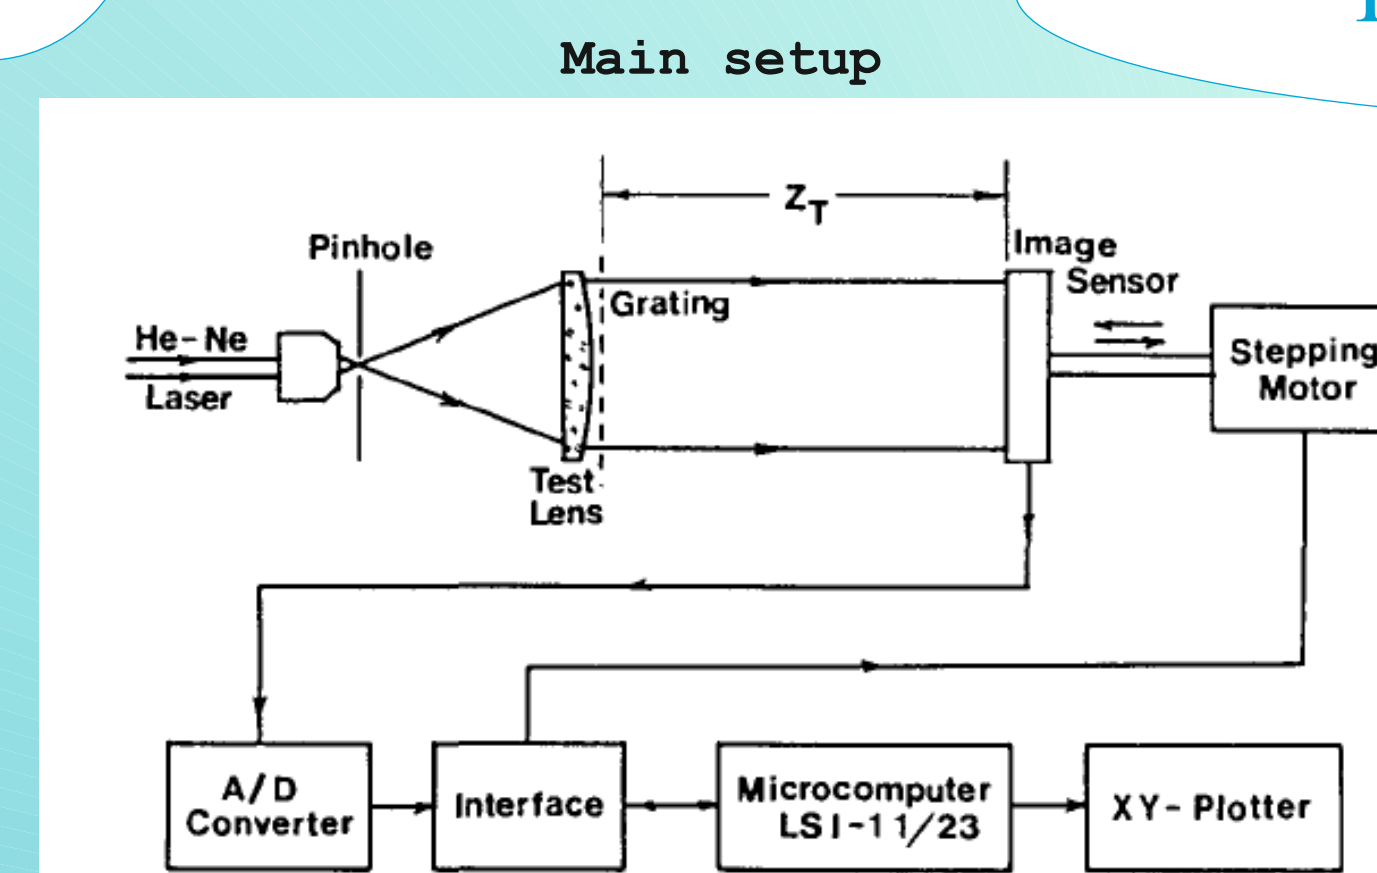 Main setup
Z_T
Pinhole
Image
Sensor
Grating
He-Ne
Laser
Stepping
Motor
Test
Lens
A/D
Converter
Interface
Microcomputer
LSI-11/23
XY-Plotter